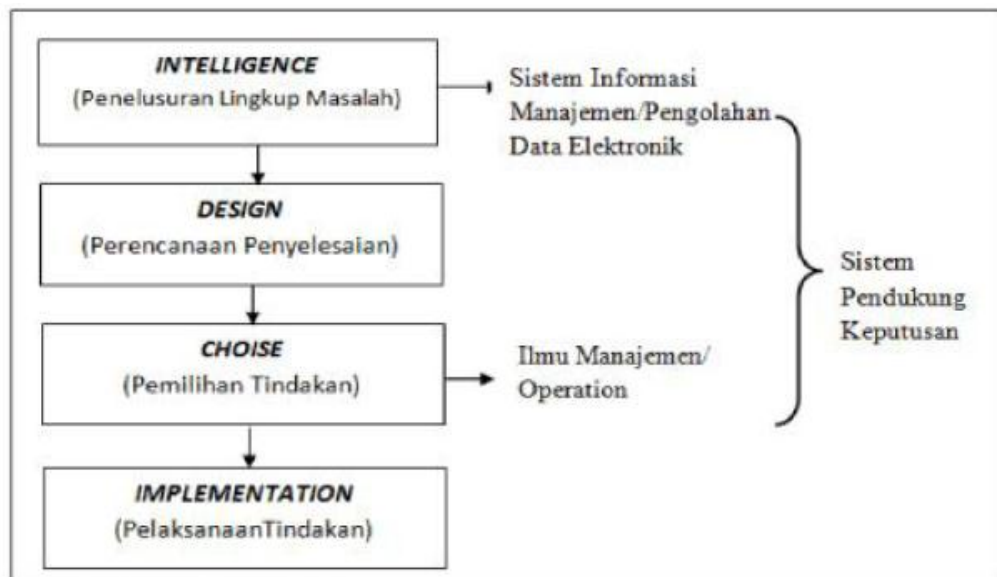 INTELLIGENCE
(Penelusuran Lingkup Masalah)
Sistem Informasi
Manajemen/Pengolahan
Data Elektronik
DESIGN
(Perencanaan Penyelesaian)
Sistem
Pendukung
Keputusan
CHOISE
(Pemilihan Tindakan)
Ilmu Manajemen/
Operation
IMPLEMENTATION
(PelaksanaanTindakan)